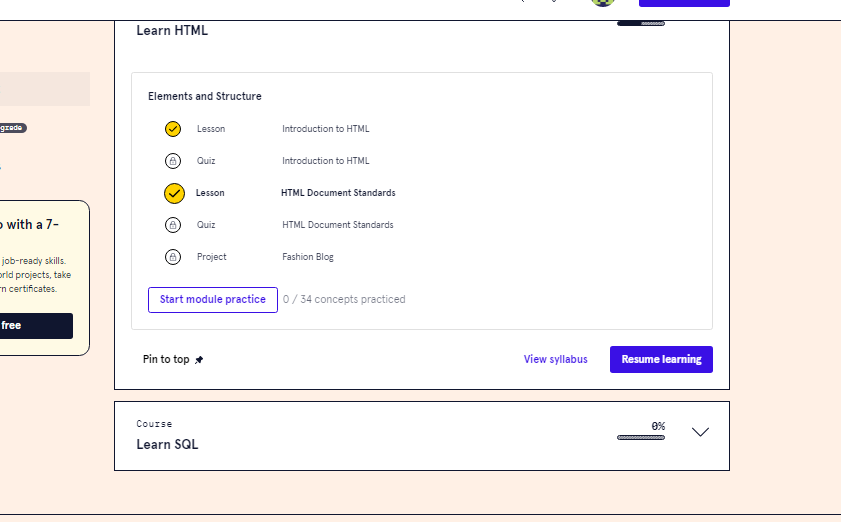 Learn HTML
Elements and Structure
Lesson Introduction to HTML
Quiz Introduction to HTML
Lesson HTML Document Standards
Quiz HTML Document Standards
Project Fashion Blog
Start module practice 0 / 34 concepts practiced
Pin to top View syllabus Resume learning
Course
Learn SQL
0%
grade
with a 7-
job-ready skills.
projects, take
certificates.
free